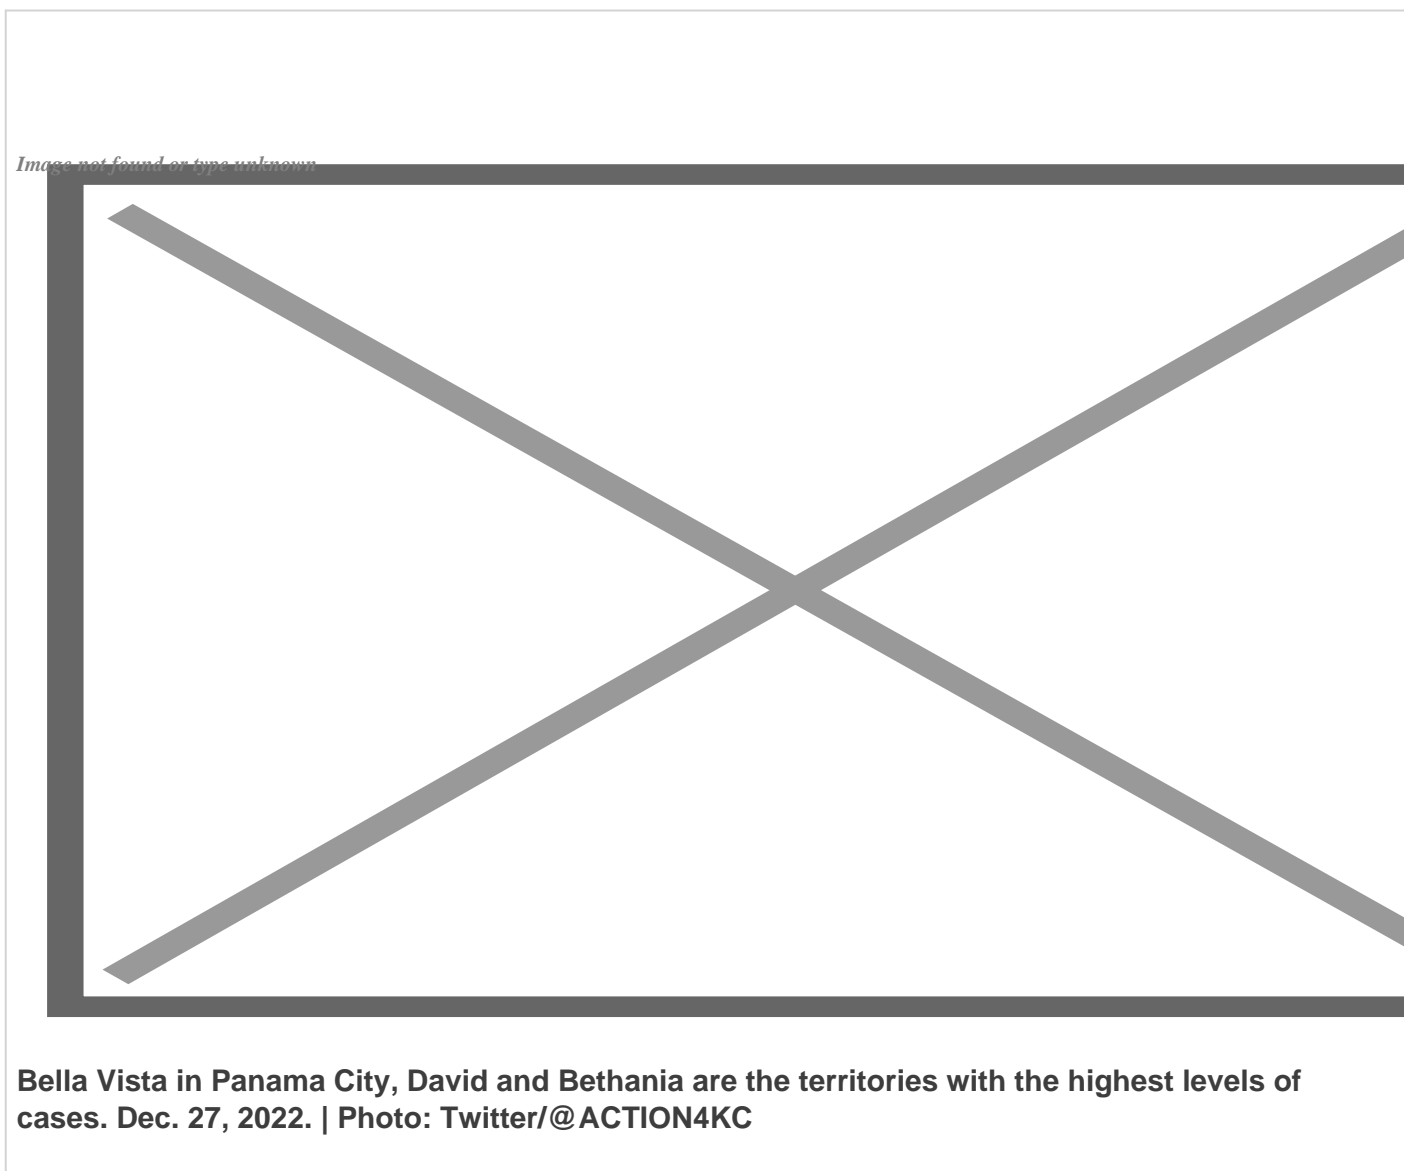 Image not found or type unknown
Bella Vista in Panama City, David and Bethania are the territories with the highest levels of
cases. Dec. 27, 2022. | Photo: Twitter/@ACTION4KC